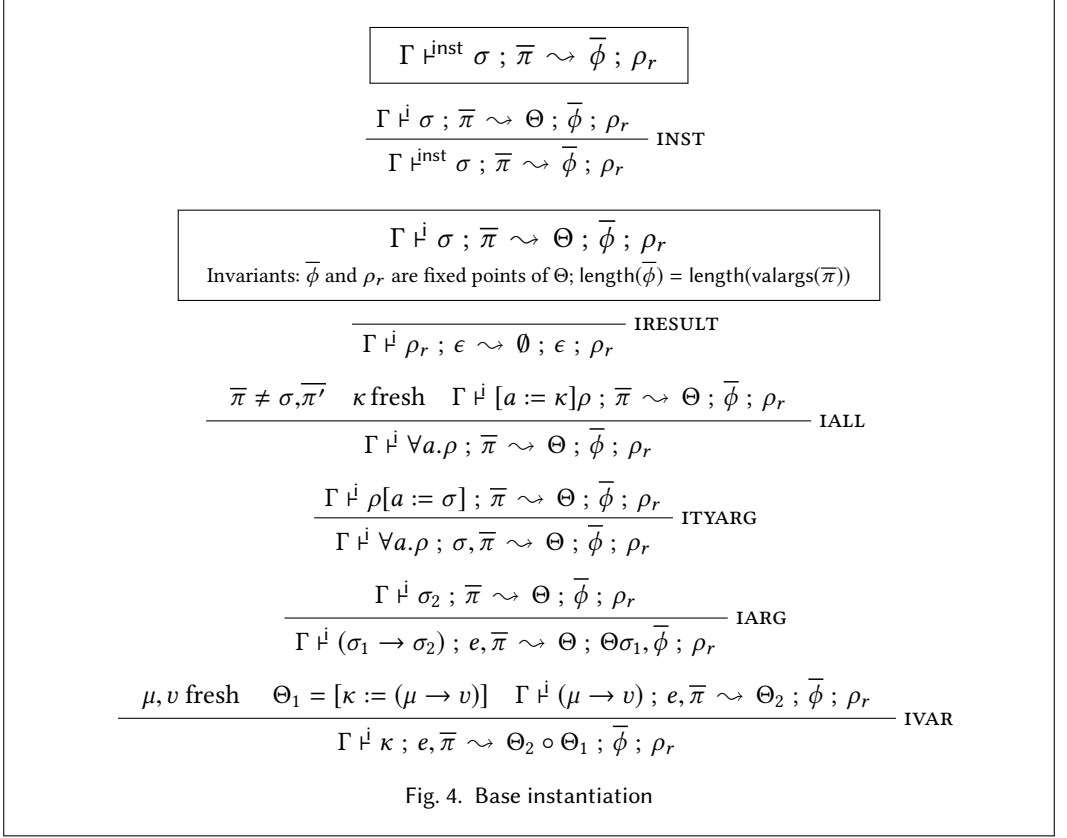 Γ ⊢^inst σ ; π̅ ⇝ ϕ̅ ; ρ_r
Γ ⊢^i σ ; π̅ ⇝ Θ ; ϕ̅ ; ρ_r
INST
Γ ⊢^inst σ ; π̅ ⇝ ϕ̅ ; ρ_r
Γ ⊢^i σ ; π̅ ⇝ Θ ; ϕ̅ ; ρ_r
Invariants: ϕ̅ and ρ_r are fixed points of Θ; length(ϕ̅) = length(valargs(π̅))
IRESULT
Γ ⊢^i ρ_r ; ϵ ⇝ ∅ ; ϵ ; ρ_r
π̅ ≠ σ,π̅′ κ fresh Γ ⊢^i [a := κ]ρ ; π̅ ⇝ Θ ; ϕ̅ ; ρ_r
IALL
Γ ⊢^i ∀a.ρ ; π̅ ⇝ Θ ; ϕ̅ ; ρ_r
Γ ⊢^i ρ[a := σ] ; π̅ ⇝ Θ ; ϕ̅ ; ρ_r
ITYARG
Γ ⊢^i ∀a.ρ ; σ, π̅ ⇝ Θ ; ϕ̅ ; ρ_r
Γ ⊢^i σ_2 ; π̅ ⇝ Θ ; ϕ̅ ; ρ_r
IARG
Γ ⊢^i (σ_1 → σ_2) ; e, π̅ ⇝ Θ ; Θσ_1, ϕ̅ ; ρ_r
μ, υ fresh Θ_1 = [κ := (μ → υ)] Γ ⊢^i (μ → υ) ; e, π̅ ⇝ Θ_2 ; ϕ̅ ; ρ_r
IVAR
Γ ⊢^i κ ; e, π̅ ⇝ Θ_2 ∘ Θ_1 ; ϕ̅ ; ρ_r
Fig. 4. Base instantiation